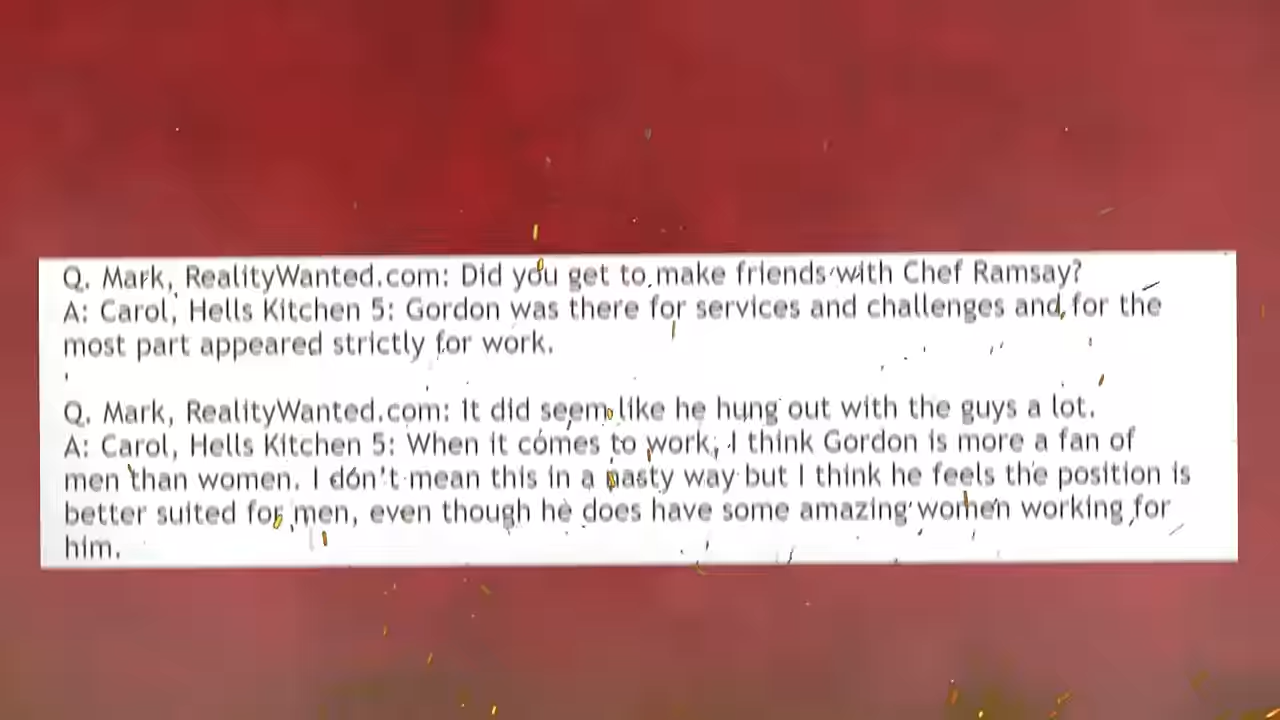 Q. Mark, RealityWanted.com: Did you get to make friends with Chef Ramsay?
A: Carol, Hells Kitchen 5: Gordon was there for services and challenges and for the
most part appeared strictly for work.
Q. Mark, RealityWanted.com: it did seem like he hung out with the guys a lot.
A: Carol, Hells Kitchen 5: When it comes to work, I think Gordon is more a fan of
men than women. I don't mean this in a nasty way but I think he feels the position is
better suited for men, even though he does have some amazing women working for
him.